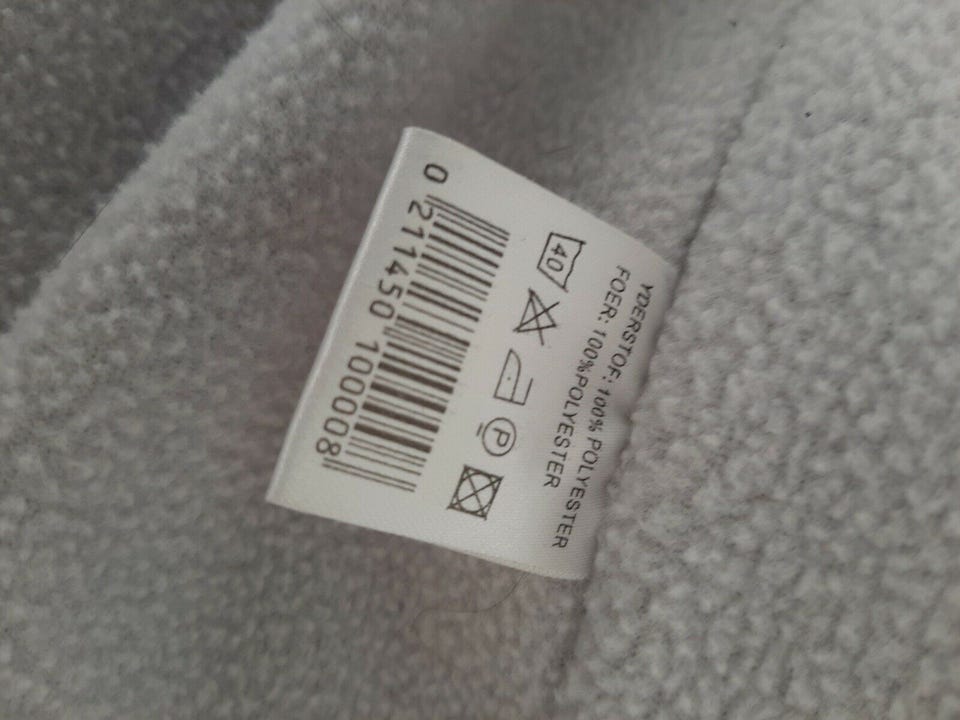 YDERSTOF: 100% POLYESTER
FOER: 100%POLYESTER
40
P
0 211450 100008